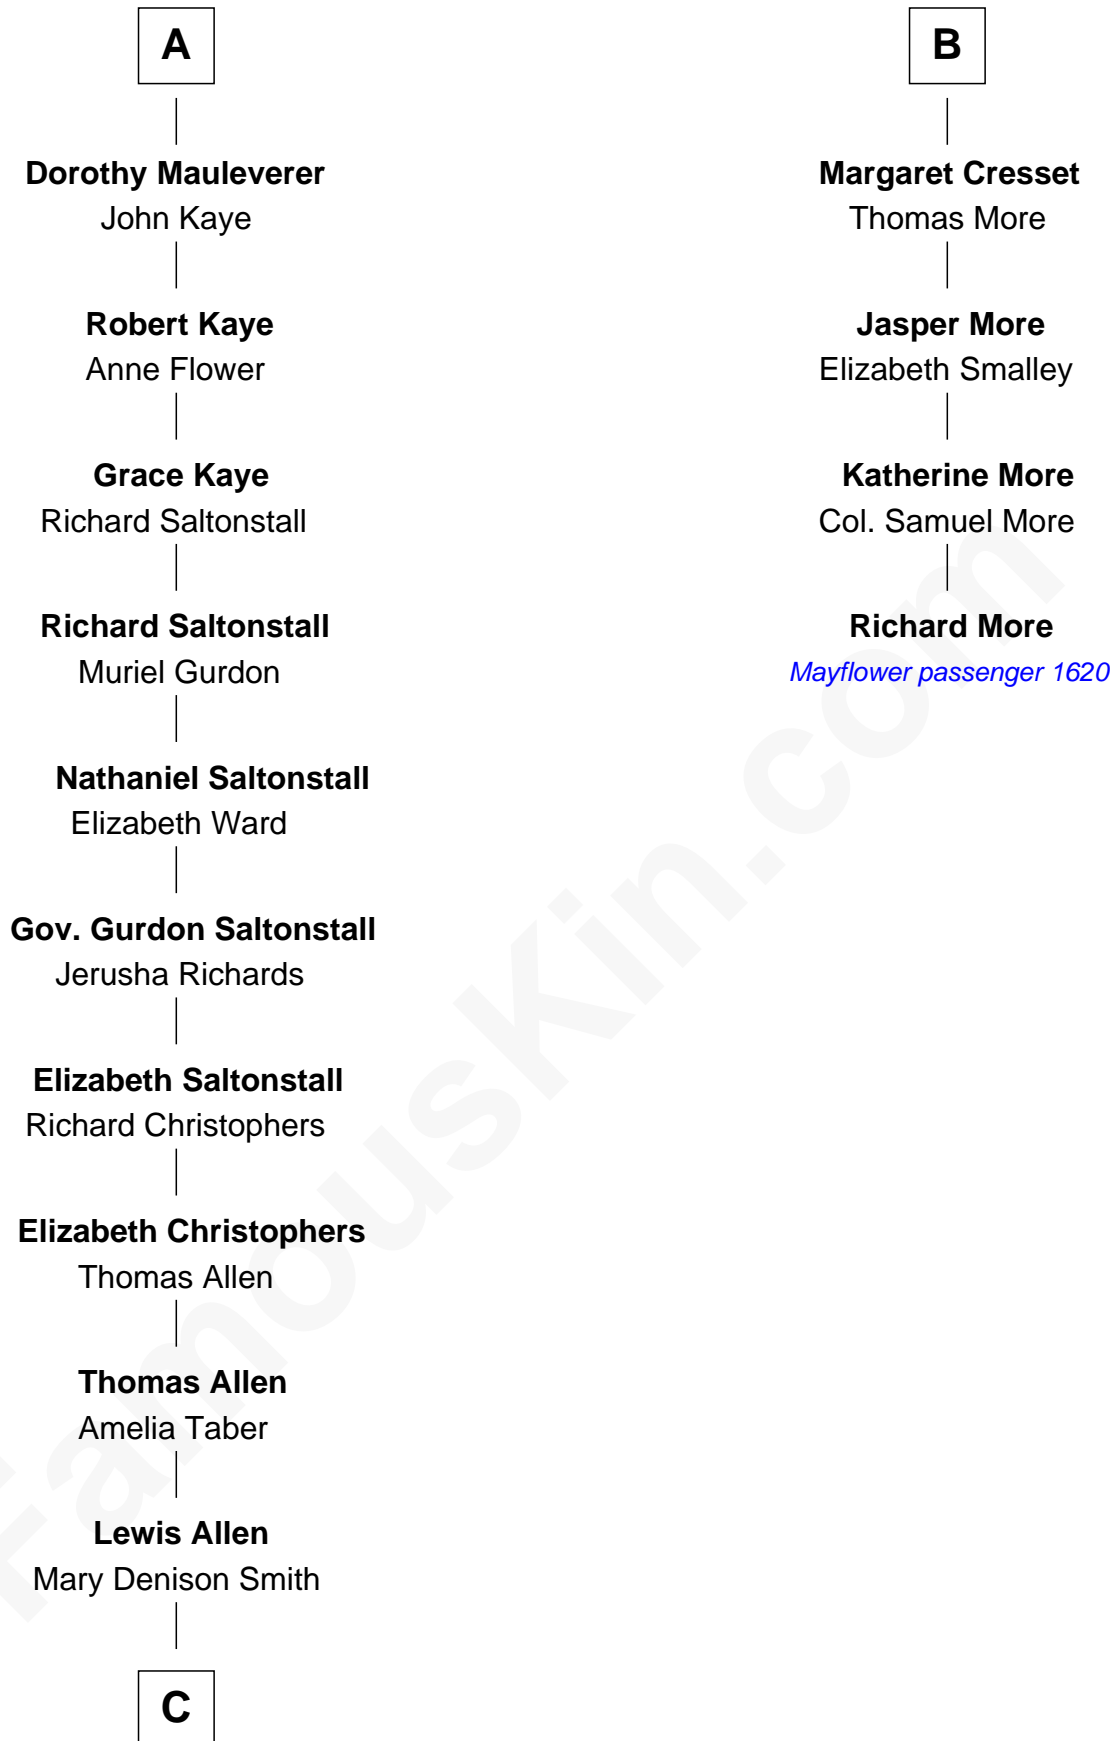 A
Dorothy Mauleverer
John Kaye
Robert Kaye
Anne Flower
Grace Kaye
Richard Saltonstall
Richard Saltonstall
Muriel Gurdon
Nathaniel Saltonstall
Elizabeth Ward
Gov. Gurdon Saltonstall
Jerusha Richards
Elizabeth Saltonstall
Richard Christophers
Elizabeth Christophers
Thomas Allen
Thomas Allen
Amelia Taber
Lewis Allen
Mary Denison Smith
C
B
Margaret Cresset
Thomas More
Jasper More
Elizabeth Smalley
Katherine More
Col. Samuel More
Richard More
Mayflower passenger 1620
FamousKin.com